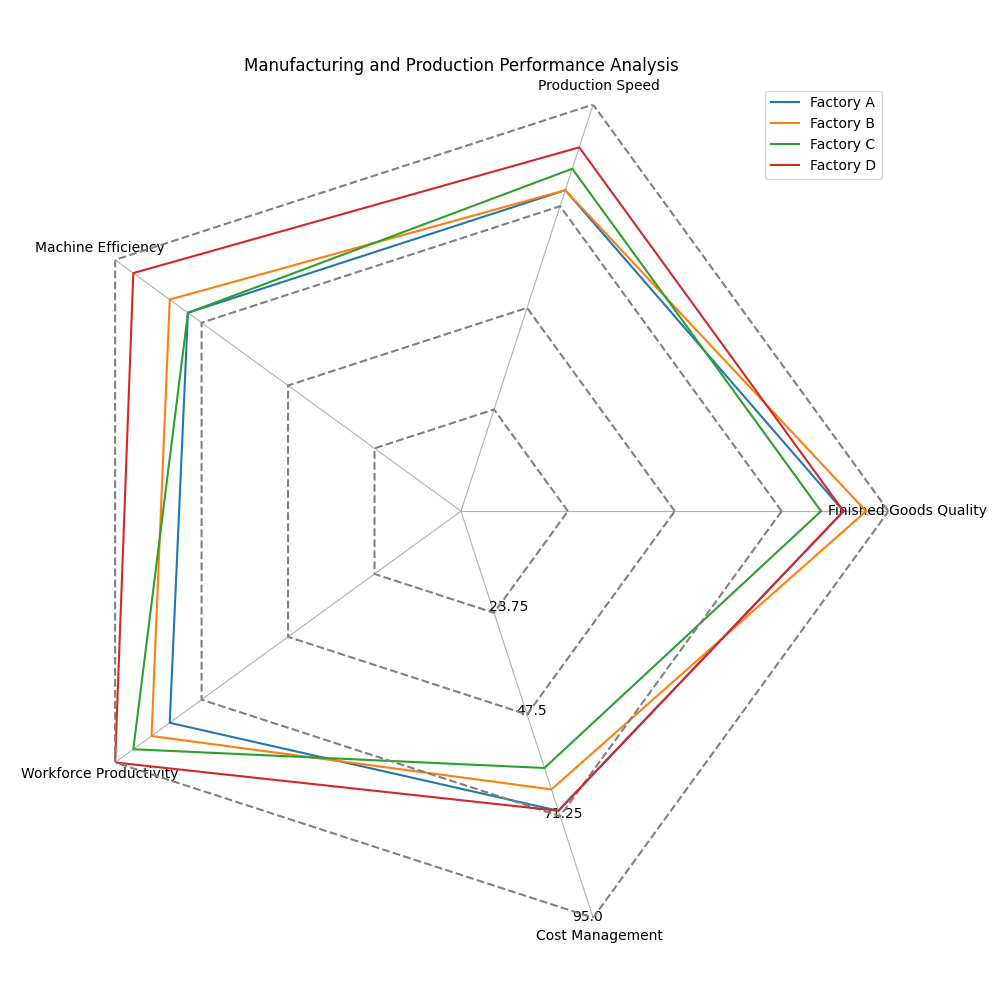 Manufacturing and Production Performance Analysis
Production Speed
Factory A
Factory B
Factory C
Factory D
Machine Efficiency
Finished Goods Quality
23.75
47.5
Workforce Productivity
71.25
95.0
Cost Management